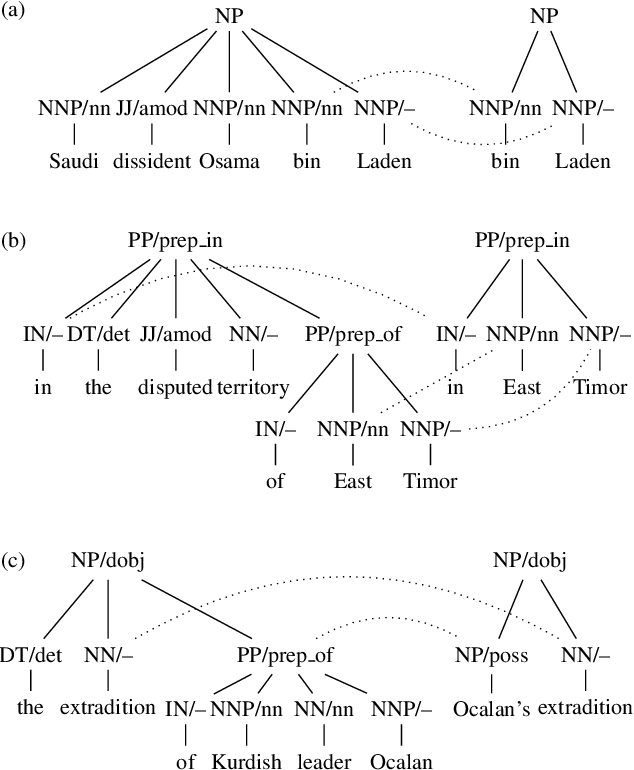 (a) NP NP
NNP/nn JJ/amod NNP/nn NNP/nn NNP/– NNP/nn NNP/–
Saudi dissident Osama bin Laden bin Laden
(b) PP/prep_in PP/prep_in
IN/– DT/det JJ/amod NN/– PP/prep_of IN/– NNP/nn NNP/–
in the disputed territory in East Timor
IN/– NNP/nn NNP/–
of East Timor
(c) NP/dobj NP/dobj
DT/det NN/– PP/prep_of NP/poss NN/–
the extradition IN/– NNP/nn NN/nn NNP/– Ocalan's extradition
of Kurdish leader Ocalan